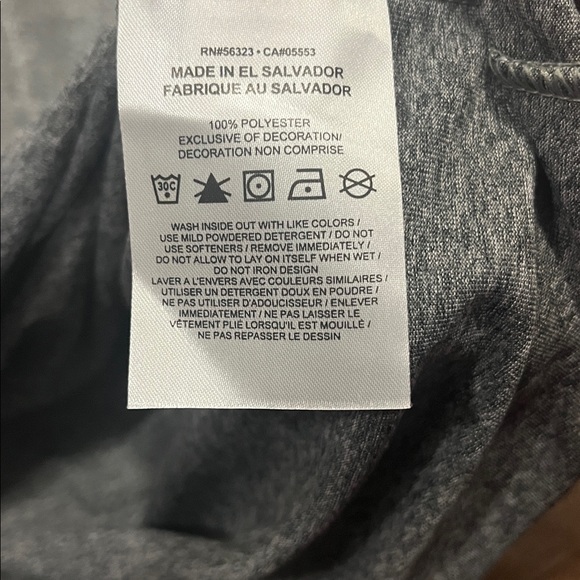 RN#56323 • CA#05553
MADE IN EL SALVADOR
FABRIQUE AU SALVADOR
100% POLYESTER
EXCLUSIVE OF DECORATION/
DECORATION NON COMPRISE
30C
WASH INSIDE OUT WITH LIKE COLORS /
USE MILD POWDERED DETERGENT / DO NOT
USE SOFTENERS / REMOVE IMMEDIATELY /
DO NOT ALLOW TO LAY ON ITSELF WHEN WET /
DO NOT IRON DESIGN
LAVER A L'ENVERS AVEC COULEURS SIMILAIRES /
UTILISER UN DETERGENT DOUX EN POUDRE /
NE PAS UTILISER D'ADOUCISSEUR / ENLEVER
IMMEDIATEMENT / NE PAS LAISSER LE
VÊTEMENT PLIÉ LORSQU'IL EST MOUILLÉ /
NE PAS REPASSER LE DESSIN